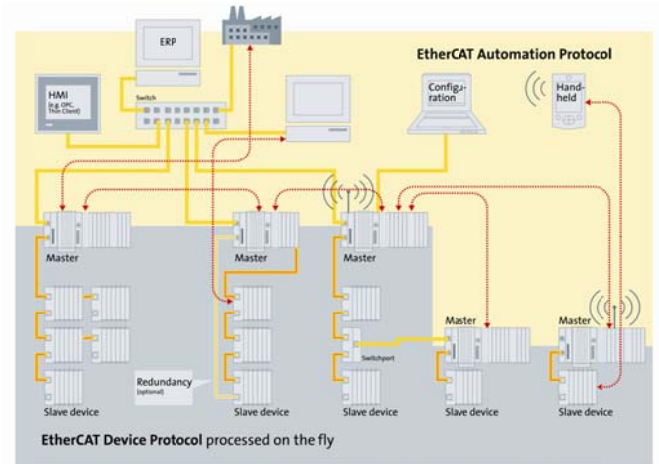 ERP
EtherCAT Automation Protocol
HMI
(e.g. OPC,
Thin Client)
Switch
Configu-
ration
Hand-
held
Master
Master
Master
Master
Master
Switchport
Redundancy
(optional)
Slave device
Slave device
Slave device
Slave device
Slave device
EtherCAT Device Protocol processed on the fly